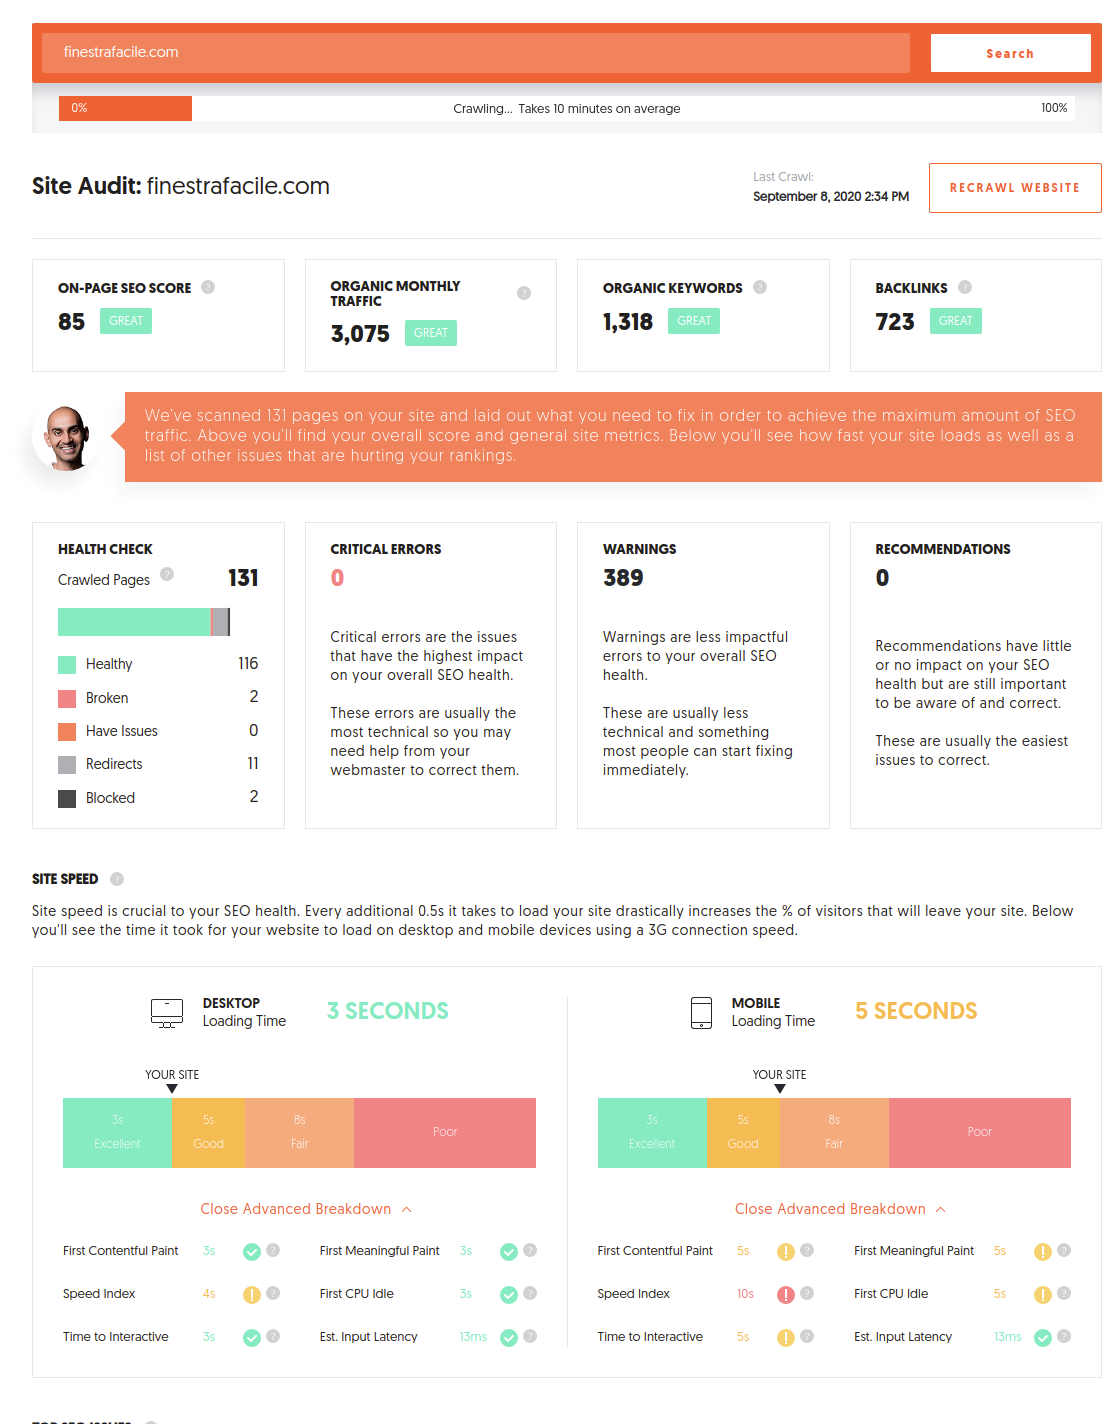 finestrafacile.com
Search
0%
Crawling... Takes 10 minutes on average
100%
Site Audit: finestrafacile.com
Last Crawl:
September 8, 2020 2:34 PM
RECRAWL WEBSITE
ON-PAGE SEO SCORE ?
85 GREAT
ORGANIC MONTHLY
TRAFFIC ?
3,075 GREAT
ORGANIC KEYWORDS ?
1,318 GREAT
BACKLINKS ?
723 GREAT
We've scanned 131 pages on your site and laid out what you need to fix in order to achieve the maximum amount of SEO
traffic. Above you'll find your overall score and general site metrics. Below you'll see how fast your site loads as well as a
list of other issues that are hurting your rankings.
HEALTH CHECK
Crawled Pages ? 131
Healthy 116
Broken 2
Have Issues 0
Redirects 11
Blocked 2
CRITICAL ERRORS
0
Critical errors are the issues
that have the highest impact
on your overall SEO health.
These errors are usually the
most technical so you may
need help from your
webmaster to correct them.
WARNINGS
389
Warnings are less impactful
errors to your overall SEO
health.
These are usually less
technical and something
most people can start fixing
immediately.
RECOMMENDATIONS
0
Recommendations have little
or no impact on your SEO
health but are still important
to be aware of and correct.
These are usually the easiest
issues to correct.
SITE SPEED ?
Site speed is crucial to your SEO health. Every additional 0.5s it takes to load your site drastically increases the % of visitors that will leave your site. Below
you'll see the time it took for your website to load on desktop and mobile devices using a 3G connection speed.
DESKTOP
Loading Time
3 SECONDS
YOUR SITE
3s 5s 8s
Excellent Good Fair Poor
Close Advanced Breakdown
First Contentful Paint 3s ? First Meaningful Paint 3s ?
Speed Index 4s ! ? First CPU Idle 3s ?
Time to Interactive 3s ? Est. Input Latency 13ms ?
MOBILE
Loading Time
5 SECONDS
YOUR SITE
3s 5s 8s
Excellent Good Fair Poor
Close Advanced Breakdown
First Contentful Paint 5s ! ? First Meaningful Paint 5s ! ?
Speed Index 10s ! ? First CPU Idle 5s ! ?
Time to Interactive 5s ! ? Est. Input Latency 13ms ?